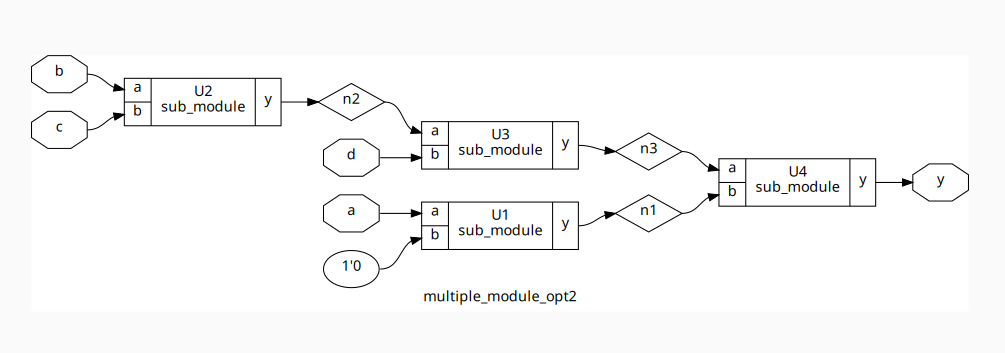 b
c
a
b
U2
sub_module
y
n2
d
a
b
U3
sub_module
y
n3
a
1'0
a
b
U1
sub_module
y
n1
a
b
U4
sub_module
y
y
multiple_module_opt2